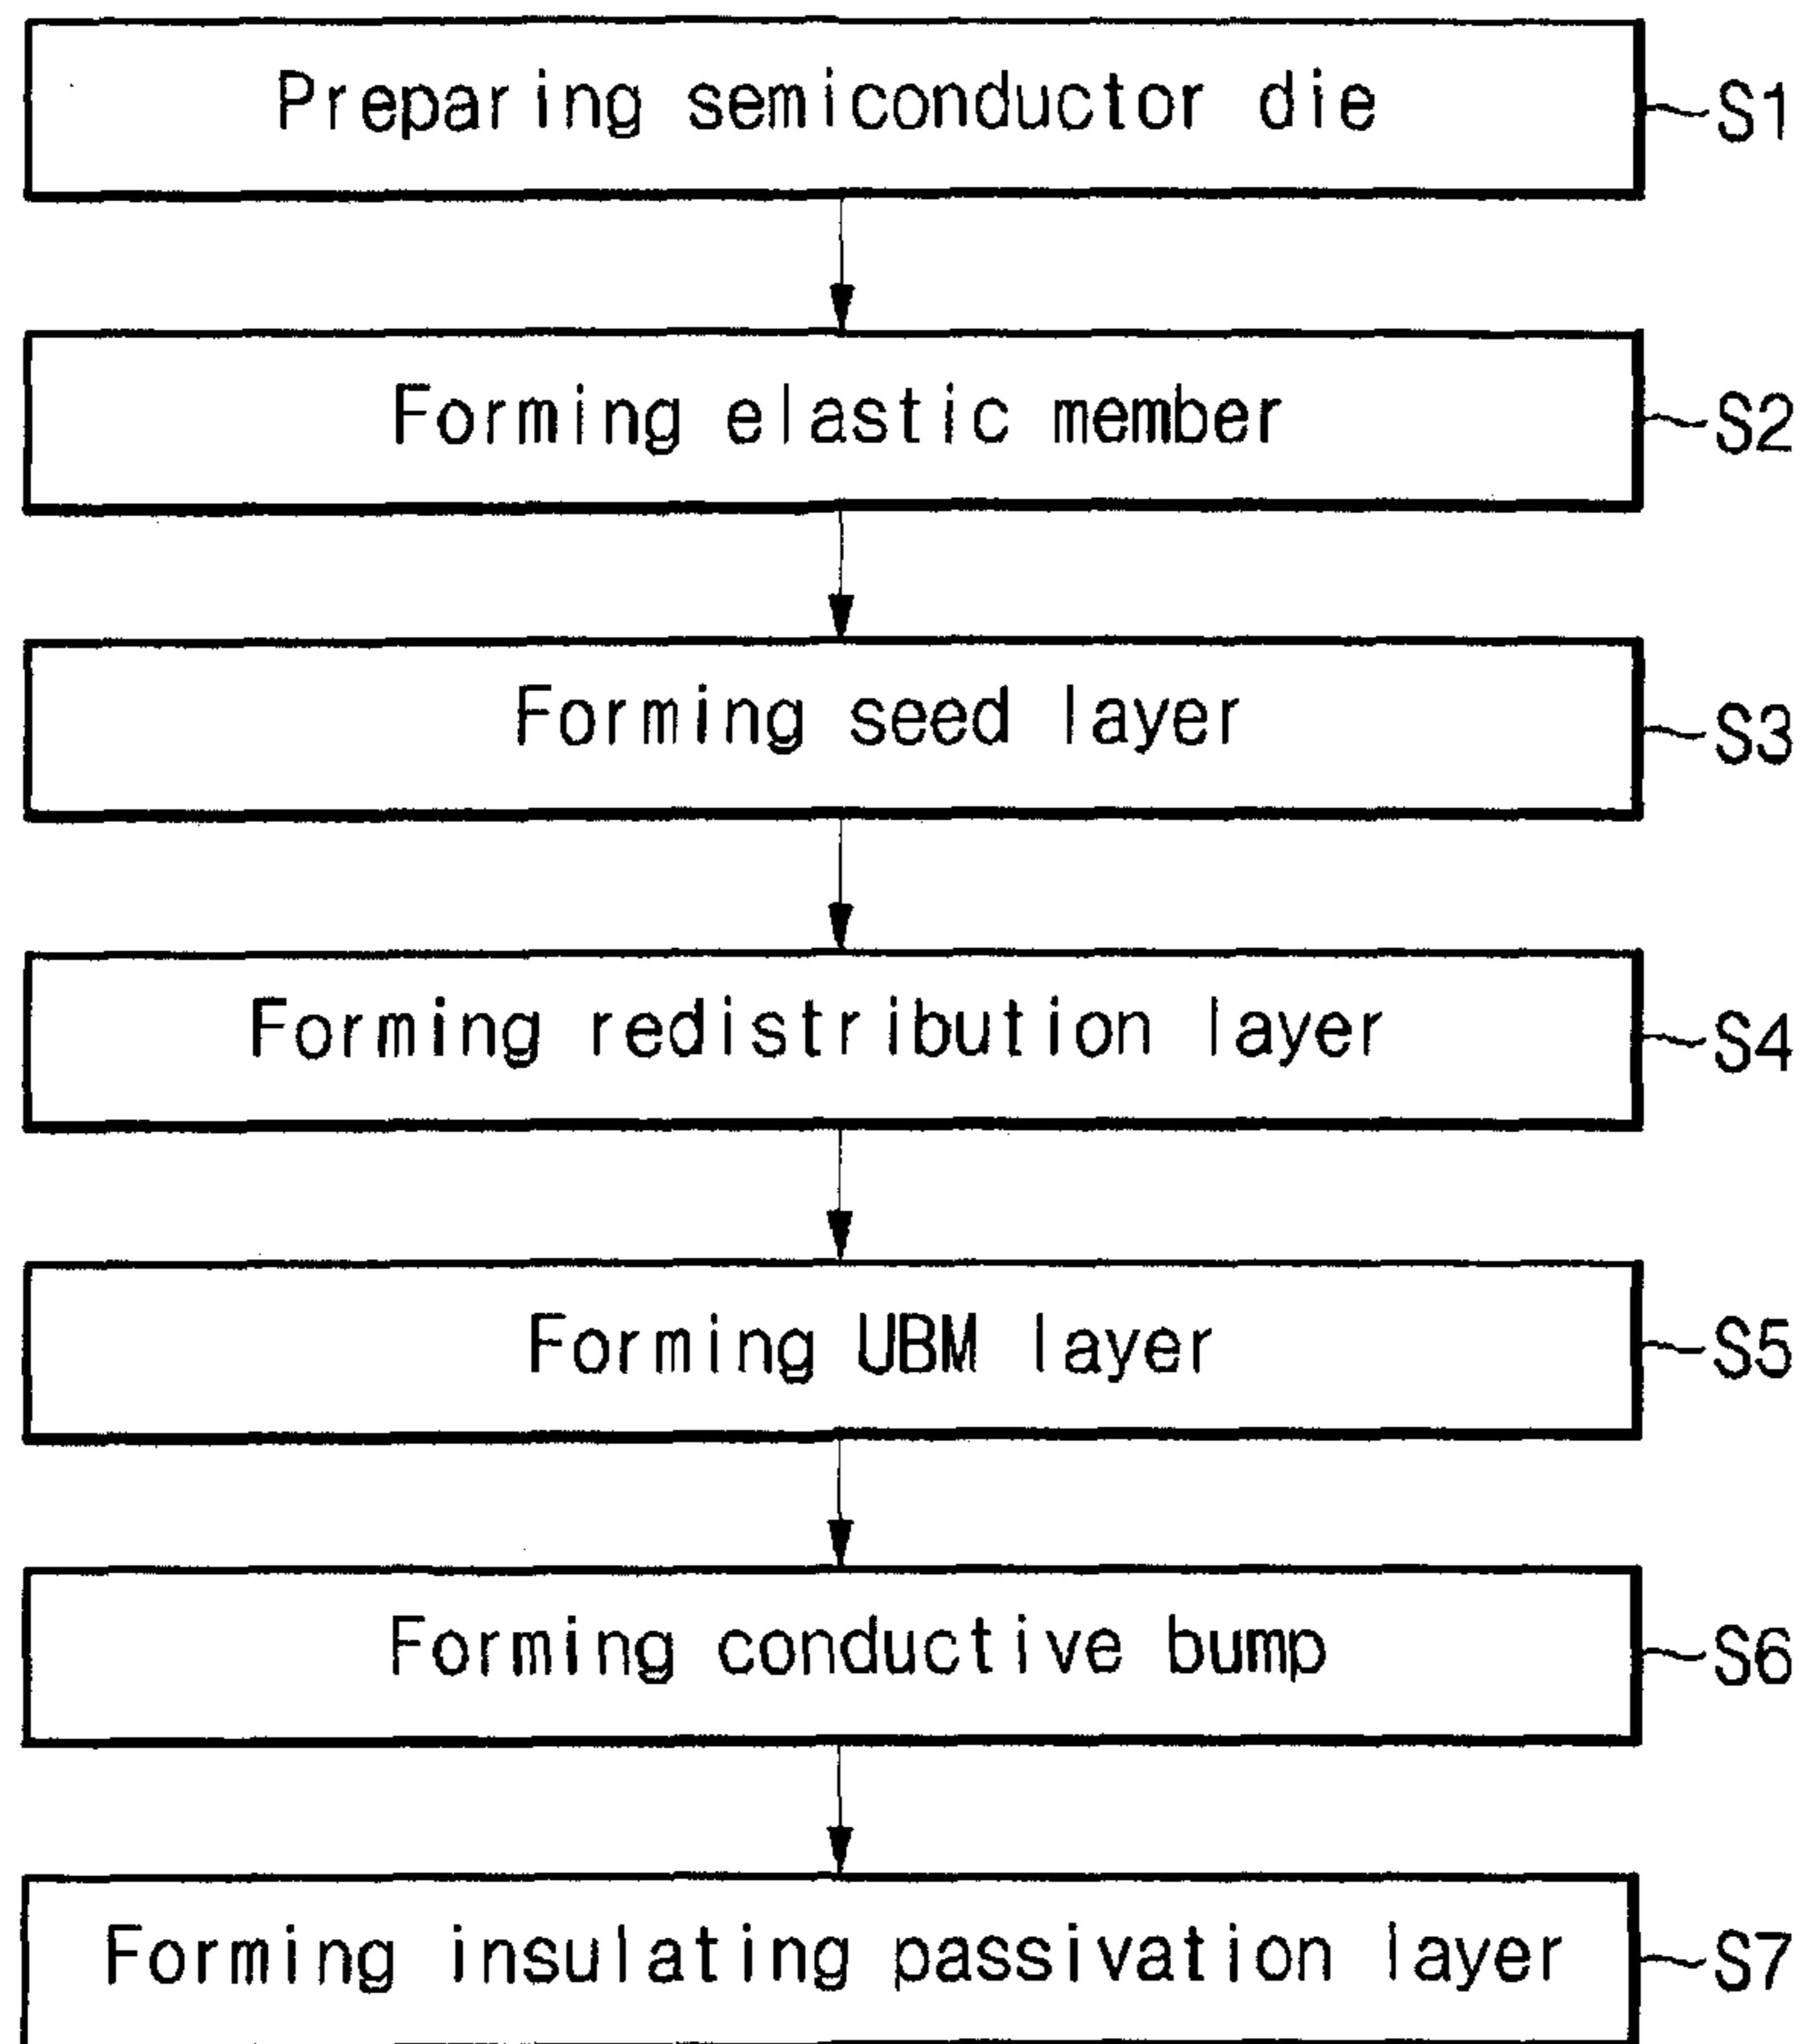 Preparing semiconductor die
S1
Forming elastic member
S2
Forming seed layer
S3
Forming redistribution layer
S4
Forming UBM layer
S5
Forming conductive bump
S6
Forming insulating passivation layer
S7